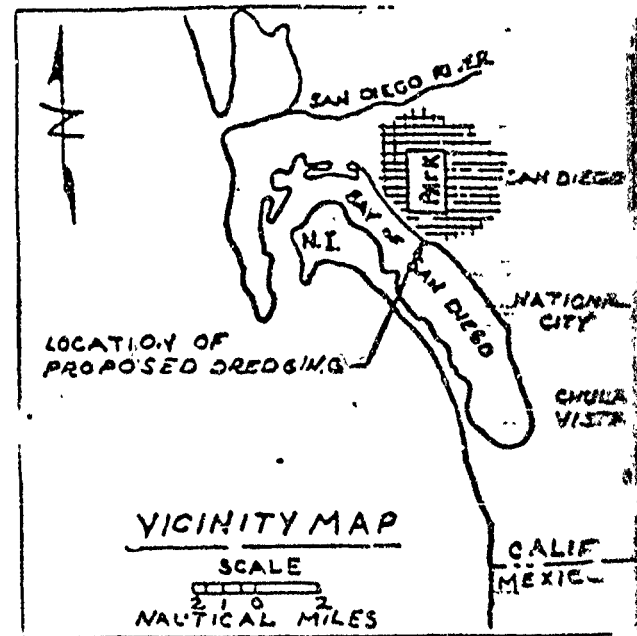 N
SAN DIEGO RIVER
PARK
SAN DIEGO
BAY OF
SAN DIEGO
N.I.
NATIONAL
CITY
LOCATION OF
PROPOSED DREDGING
CHULA
VISTA
VICINITY MAP
SCALE
2 1 0 2
NAUTICAL MILES
CALIF
MEXIC